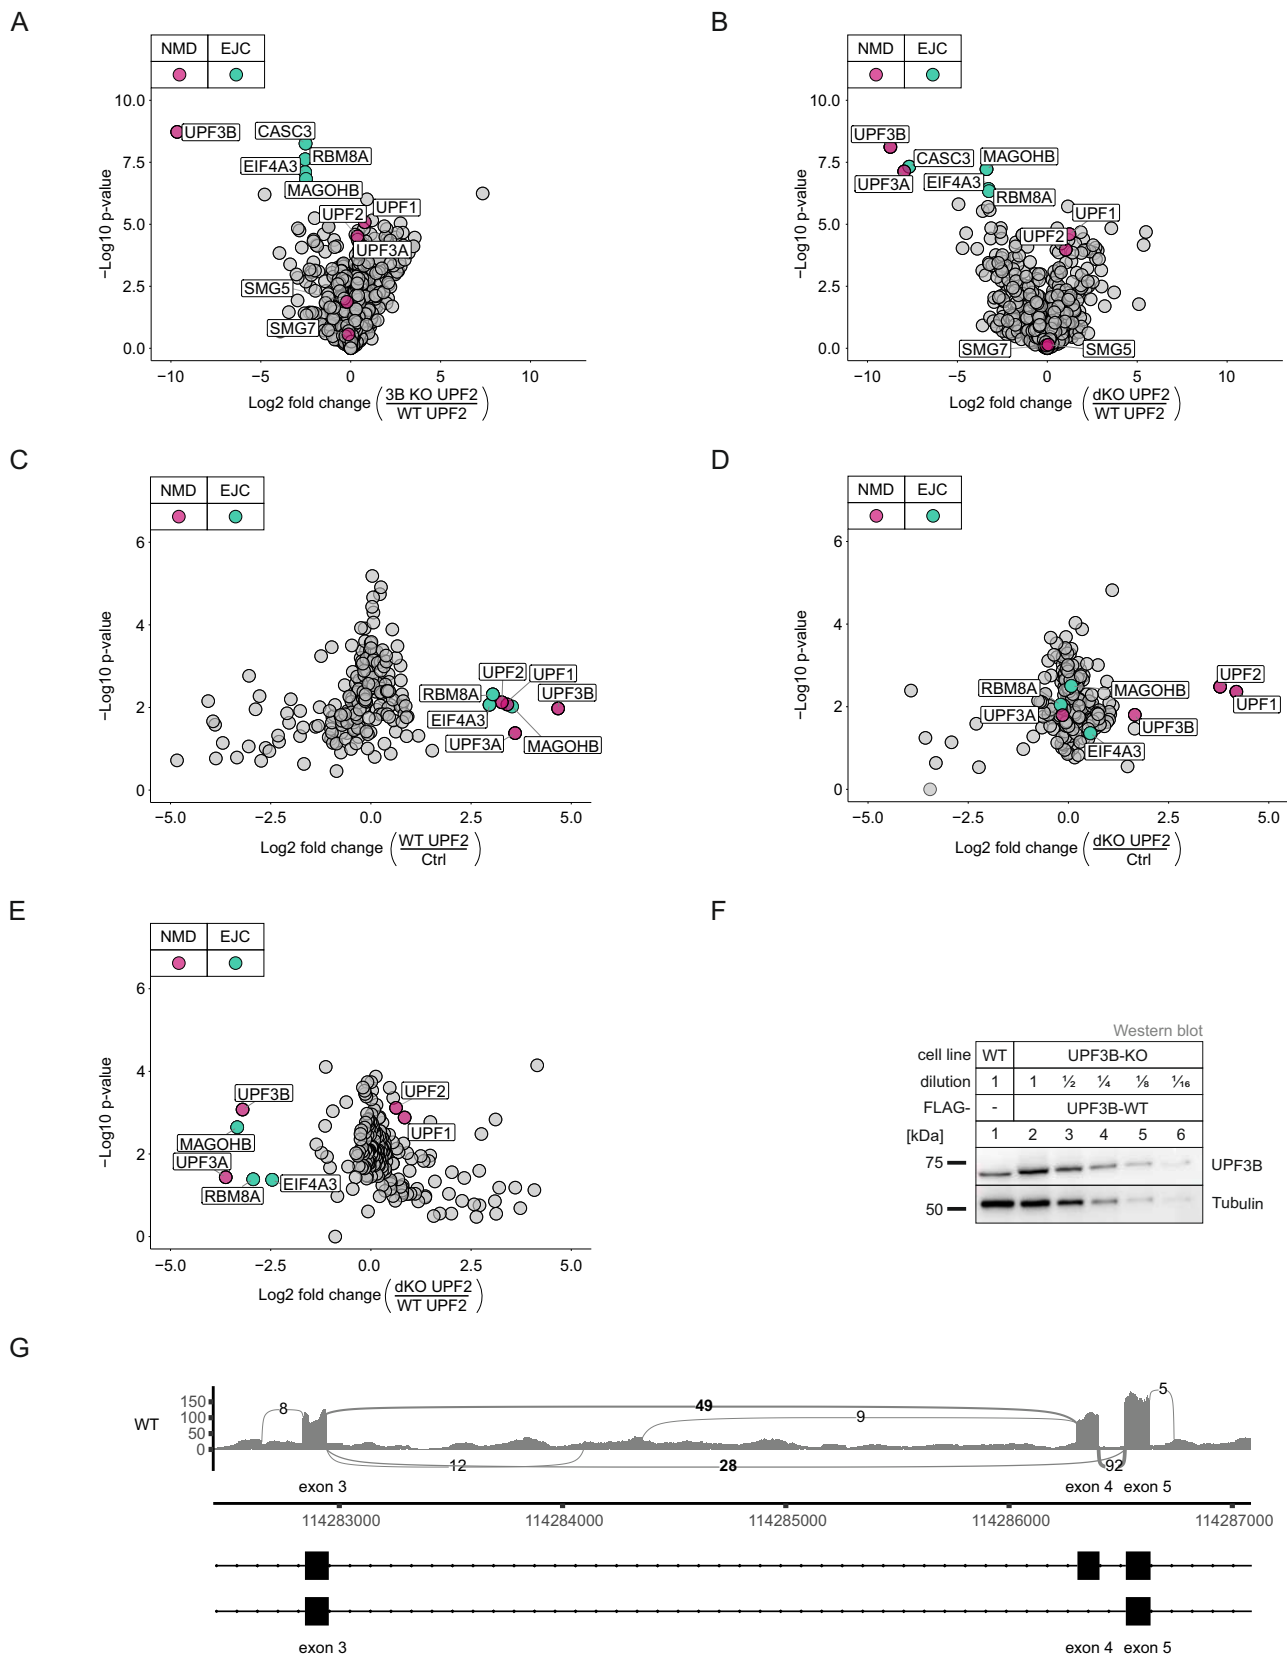 A
NMD EJC
10.0
7.5
5.0
2.5
0.0
−Log10 p-value
UPF3B
CASC3
RBM8A
EIF4A3
MAGOHB
UPF2
UPF1
UPF3A
SMG5
SMG7
−10 −5 0 5 10
Log2 fold change (3B KO UPF2
WT UPF2)
B
NMD EJC
10.0
7.5
5.0
2.5
0.0
−Log10 p-value
UPF3B
CASC3
MAGOHB
UPF3A
EIF4A3
RBM8A
UPF1
UPF2
SMG7
SMG5
−10 −5 0 5 10
Log2 fold change (dKO UPF2
WT UPF2)
C
NMD EJC
6
4
2
0
−Log10 p-value
UPF2
UPF1
RBM8A
UPF3B
EIF4A3
UPF3A
MAGOHB
−5.0 −2.5 0.0 2.5 5.0
Log2 fold change (WT UPF2
Ctrl)
D
NMD EJC
6
4
2
0
−Log10 p-value
UPF2
RBM8A
MAGOHB
UPF1
UPF3A
UPF3B
EIF4A3
−5.0 −2.5 0.0 2.5 5.0
Log2 fold change (dKO UPF2
Ctrl)
E
NMD EJC
6
4
2
0
−Log10 p-value
UPF3B
UPF2
MAGOHB
UPF1
UPF3A
RBM8A
EIF4A3
−5.0 −2.5 0.0 2.5 5.0
Log2 fold change (dKO UPF2
WT UPF2)
F
Western blot
cell line WT UPF3B-KO
dilution 1 1 ½ ¼ ⅛ ¹⁄₁₆
FLAG- - UPF3B-WT
[kDa] 1 2 3 4 5 6
75 UPF3B
50 Tubulin
G
WT
150
100
50
0
8
49
9
5
12
28
92
exon 3 exon 4 exon 5
114283000 114284000 114285000 114286000 114287000
exon 3 exon 4 exon 5